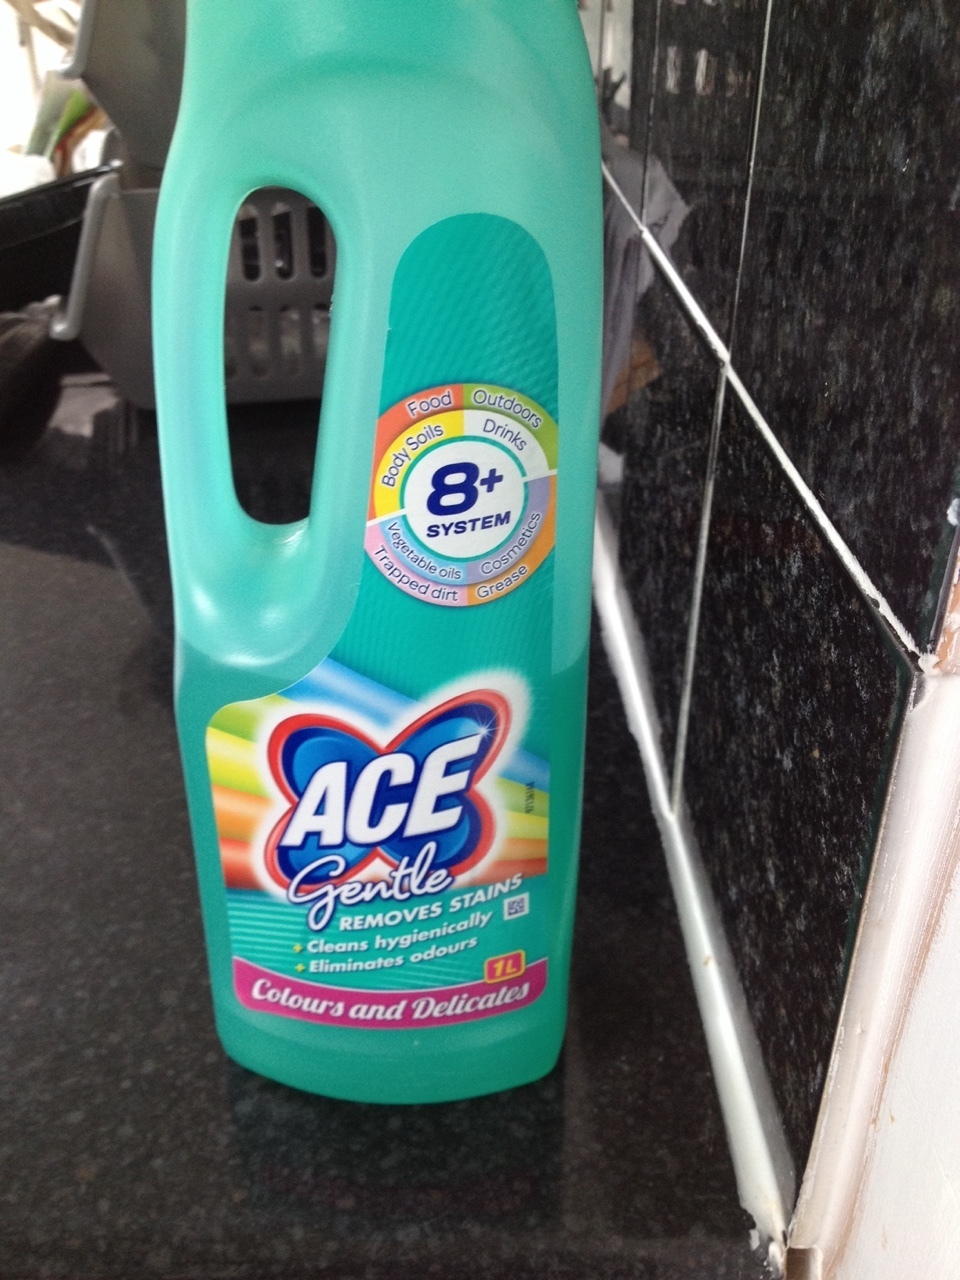 Food
Outdoors
Body Soils
Drinks
8+
SYSTEM
Vegetable oils
Cosmetics
Trapped dirt
Grease
ACE
Gentle
REMOVES STAINS
+ Cleans hygienically
+ Eliminates odours
1L
Colours and Delicates